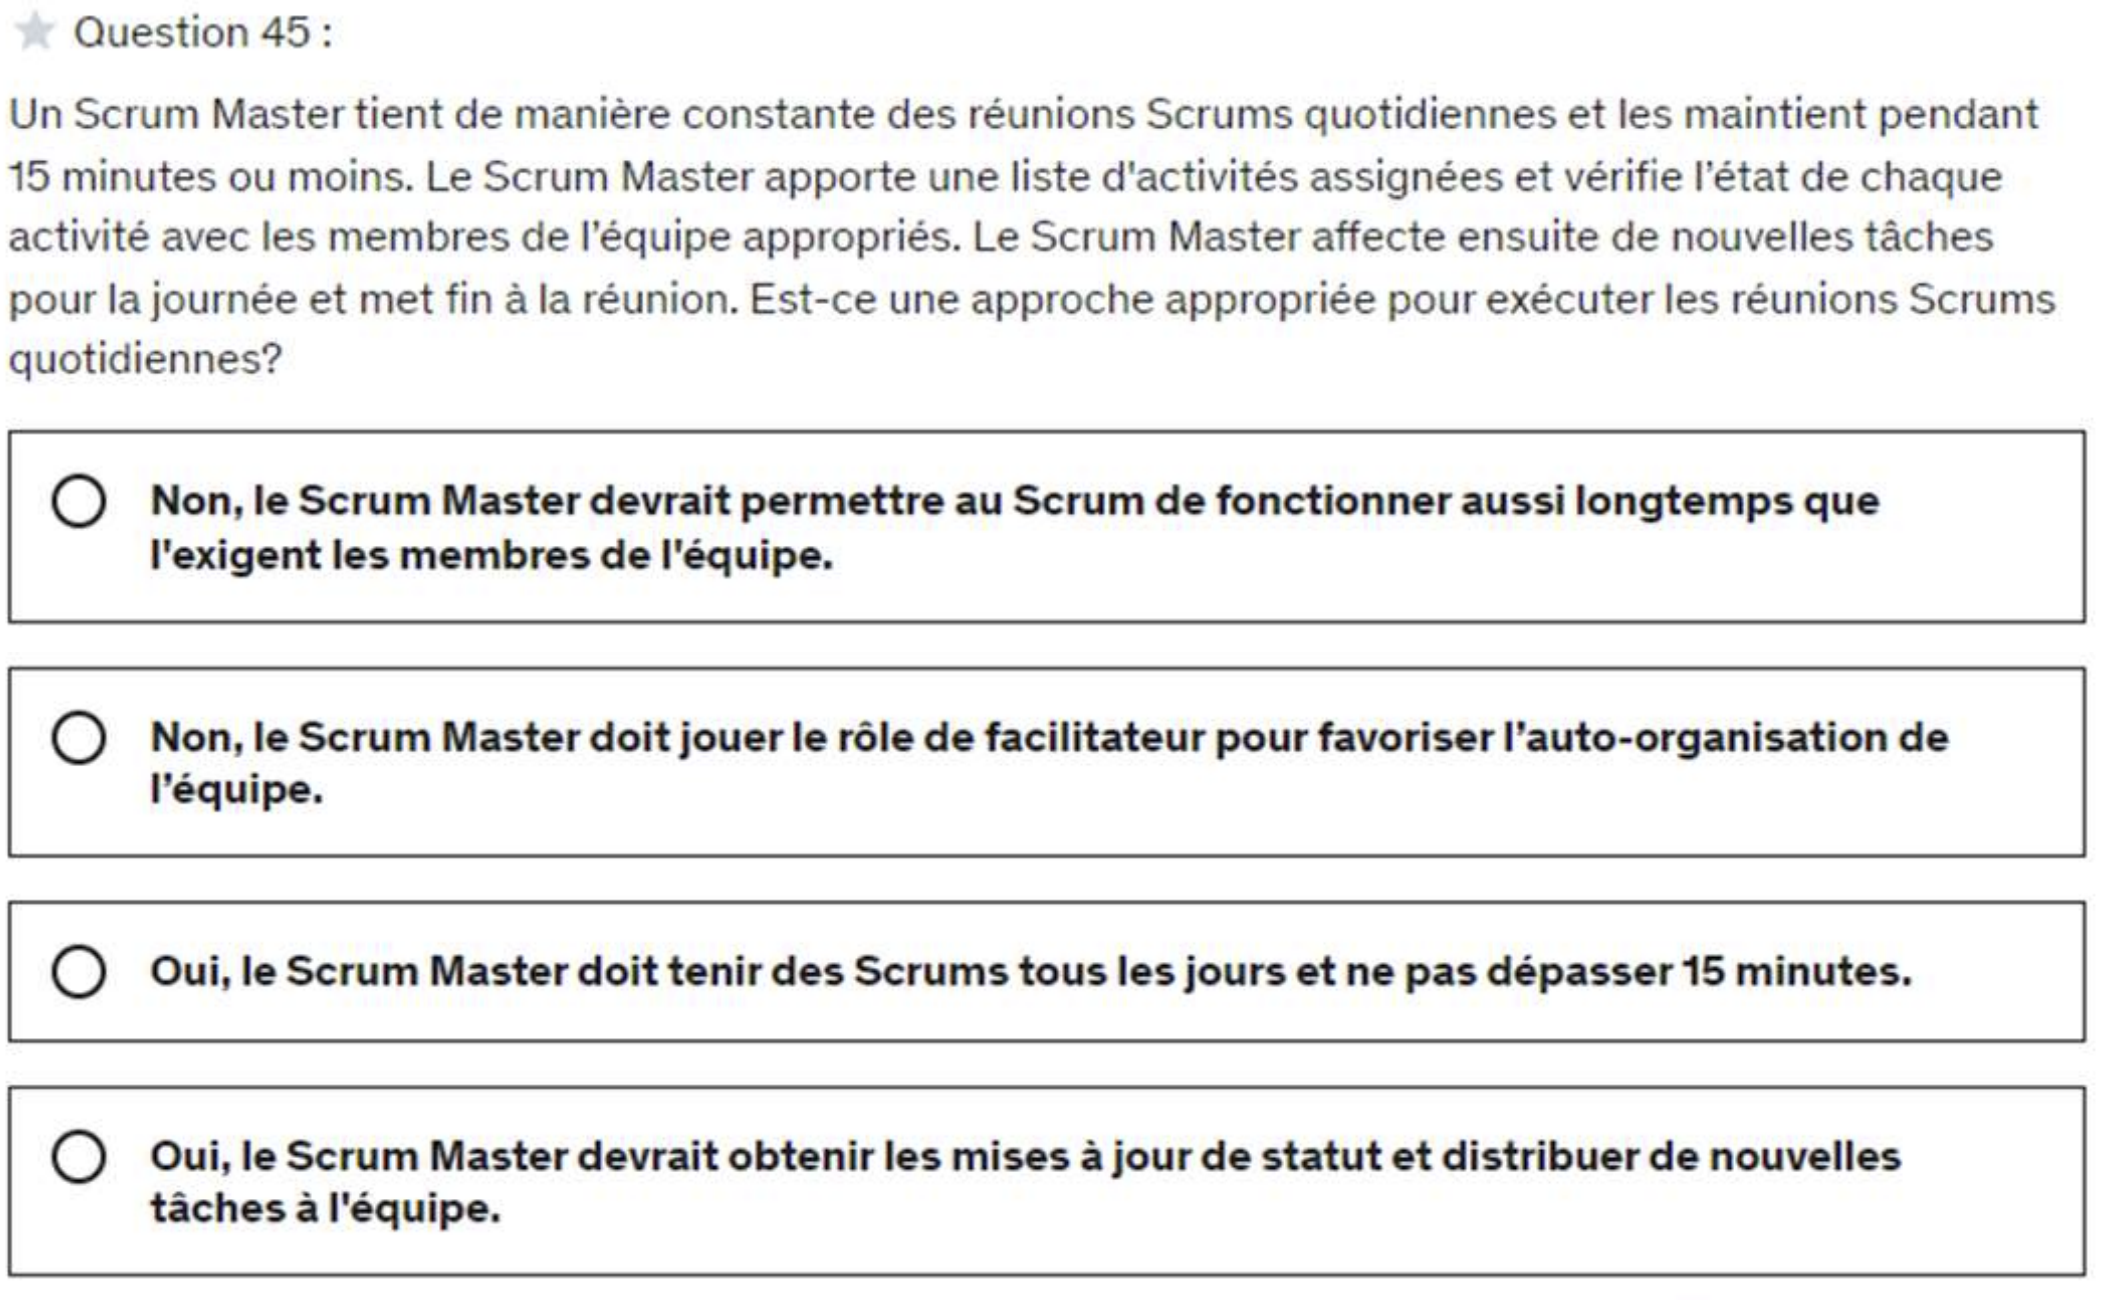 Question 45 :
Un Scrum Master tient de manière constante des réunions Scrums quotidiennes et les maintient pendant
15 minutes ou moins. Le Scrum Master apporte une liste d'activités assignées et vérifie l’état de chaque
activité avec les membres de l’équipe appropriés. Le Scrum Master affecte ensuite de nouvelles tâches
pour la journée et met fin à la réunion. Est-ce une approche appropriée pour exécuter les réunions Scrums
quotidiennes?
Non, le Scrum Master devrait permettre au Scrum de fonctionner aussi longtemps que
l'exigent les membres de l'équipe.
Non, le Scrum Master doit jouer le rôle de facilitateur pour favoriser l’auto-organisation de
l’équipe.
Oui, le Scrum Master doit tenir des Scrums tous les jours et ne pas dépasser 15 minutes.
Oui, le Scrum Master devrait obtenir les mises à jour de statut et distribuer de nouvelles
tâches à l'équipe.